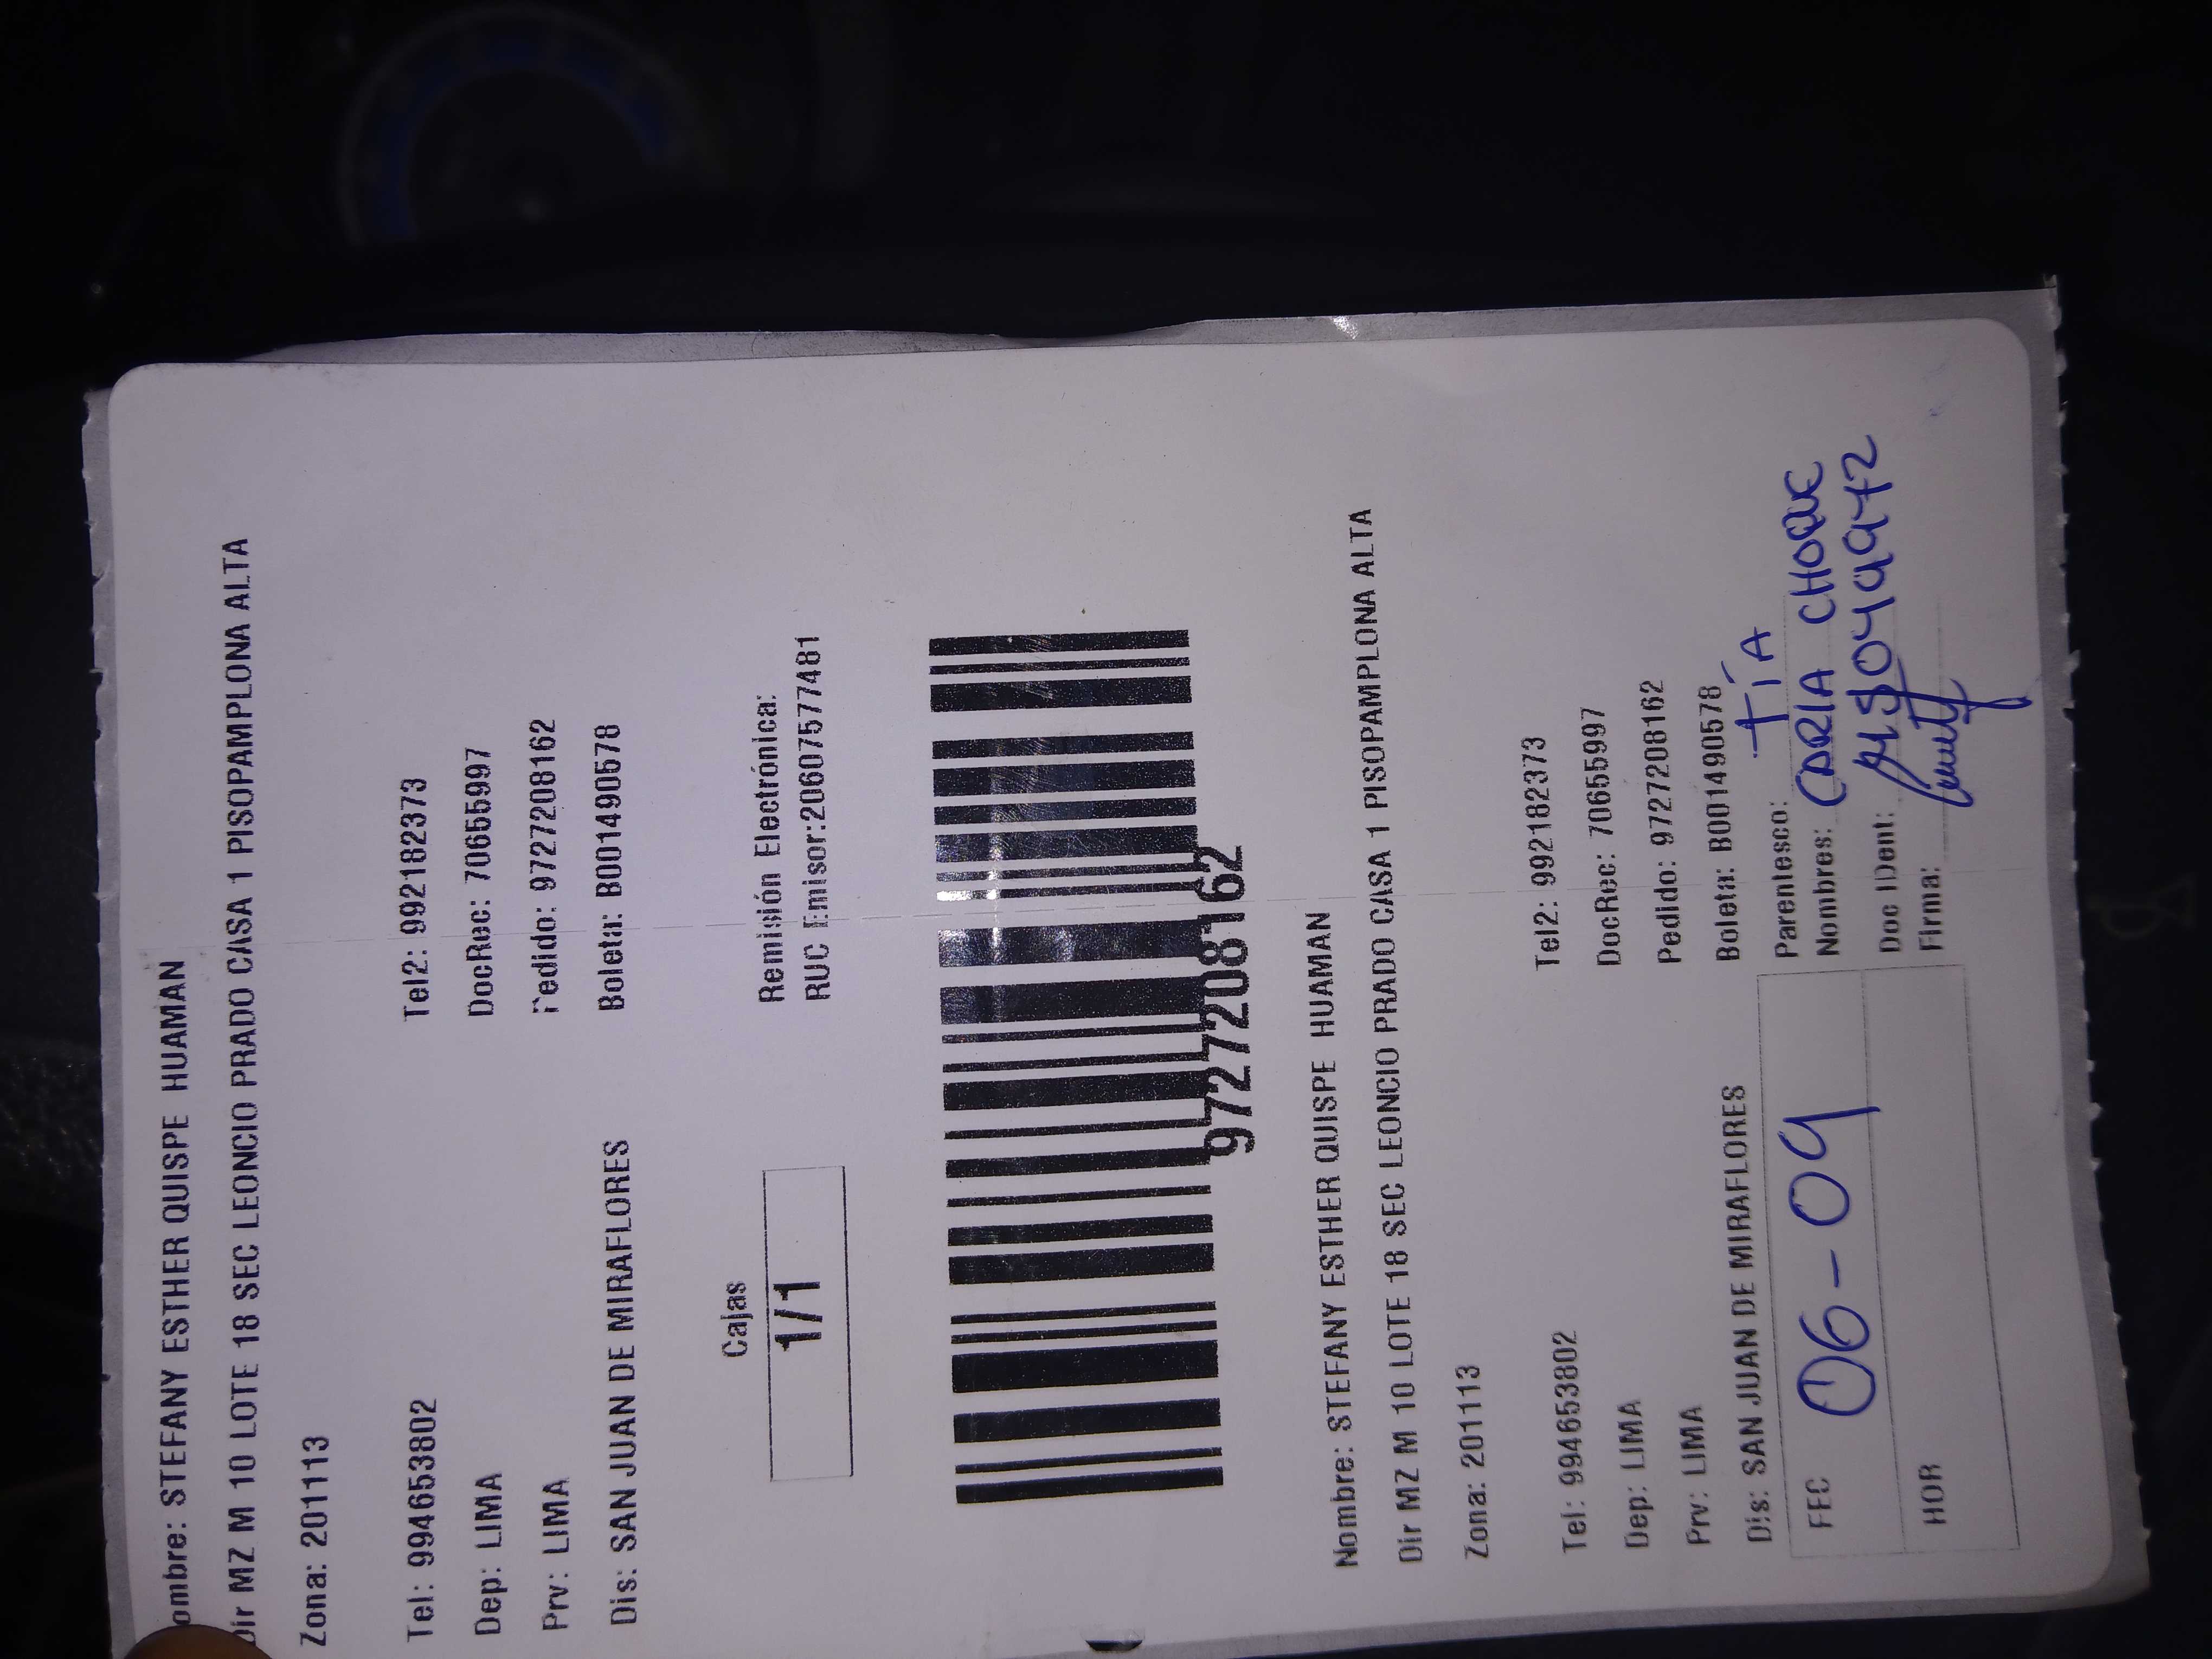 ombre: STEFANY ESTHER QUISPE HUAMAN
Dir MZ M 10 LOTE 18 SEC LEONCIO PRADO CASA 1 PISOPAMPLONA ALTA
Zona: 201113
Tel: 994653802 Tel2: 992182373
Dep: LIMA DocRec: 70655997
Prv: LIMA Pedido: 9727208162
Dis: SAN JUAN DE MIRAFLORES Boleta: B001490578
Cajas
1/1
Remisión Electrónica:
RUC Emisor:20607577481
9727208162
Nombre: STEFANY ESTHER QUISPE HUAMAN
Dir MZ M 10 LOTE 18 SEC LEONCIO PRADO CASA 1 PISOPAMPLONA ALTA
Zona: 201113
Tel: 994653802 Tel2: 992182373
Dep: LIMA DocRec: 70655997
Prv: LIMA Pedido: 9727208162
Dis: SAN JUAN DE MIRAFLORES Boleta: B001490578
FEC 06-09
HOR
Parentesco: TÍA
Nombres: CARIA CHOQUE
Doc IDent: 45049972
Firma: